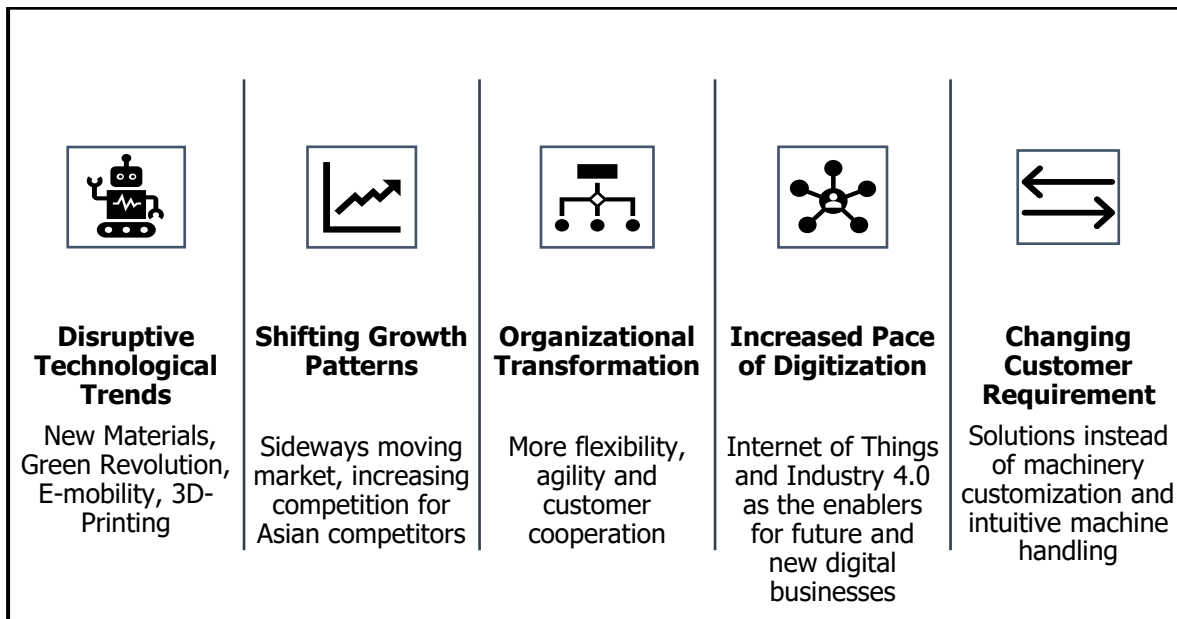 Disruptive
Technological
Trends
New Materials,
Green Revolution,
E-mobility, 3D-
Printing
Shifting Growth
Patterns
Sideways moving
market, increasing
competition for
Asian competitors
Organizational
Transformation
More flexibility,
agility and
customer
cooperation
Increased Pace
of Digitization
Internet of Things
and Industry 4.0
as the enablers
for future and
new digital
businesses
Changing
Customer
Requirement
Solutions instead
of machinery
customization and
intuitive machine
handling